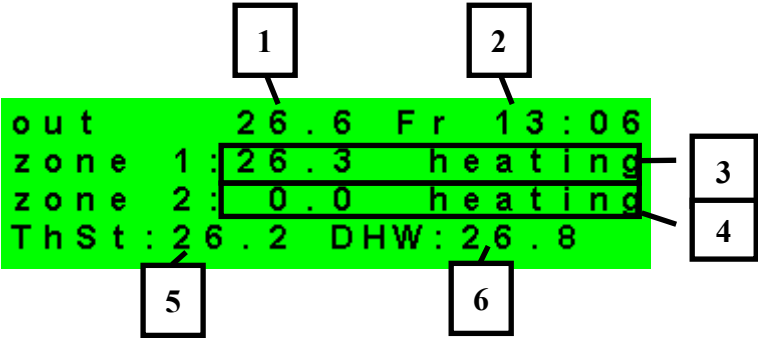 1 2
out 26.6 Fr 13:06
zone 1:26.3 heating
3
zone 2: 0.0 heating
4
ThSt:26.2 DHW:26.8
5 6